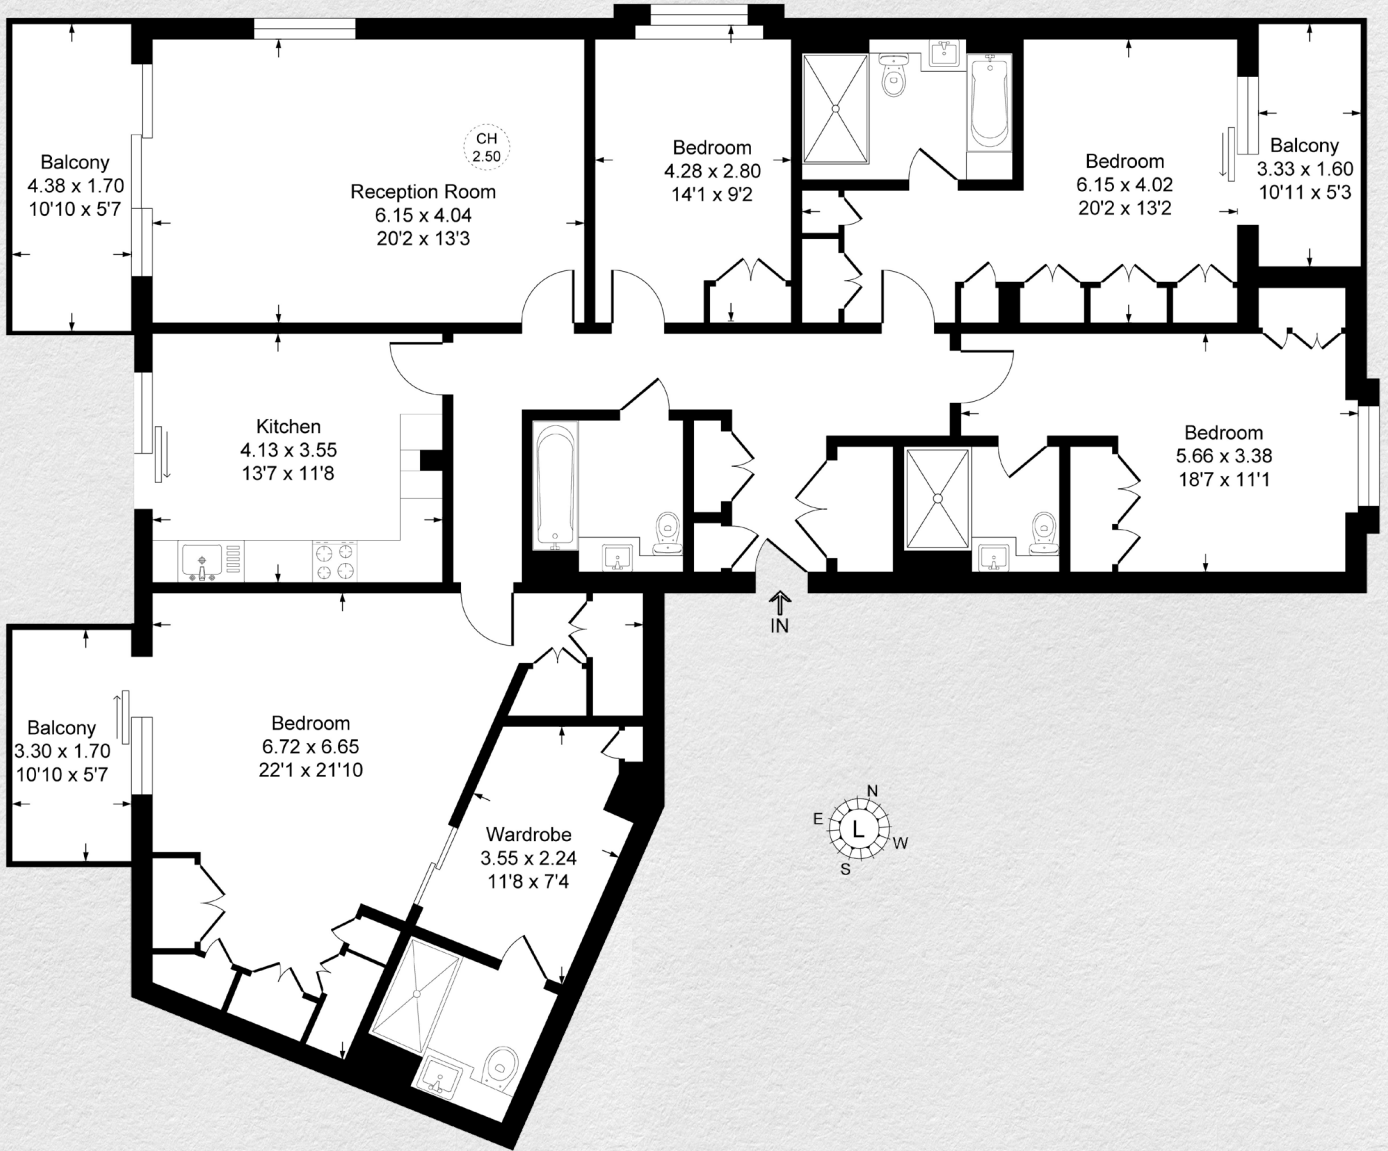 Balcony
4.38 x 1.70
10'10 x 5'7
Reception Room
6.15 x 4.04
20'2 x 13'3
CH
2.50
Bedroom
4.28 x 2.80
14'1 x 9'2
Bedroom
6.15 x 4.02
20'2 x 13'2
Balcony
3.33 x 1.60
10'11 x 5'3
Kitchen
4.13 x 3.55
13'7 x 11'8
Bedroom
5.66 x 3.38
18'7 x 11'1
IN
Balcony
3.30 x 1.70
10'10 x 5'7
Bedroom
6.72 x 6.65
22'1 x 21'10
Wardrobe
3.55 x 2.24
11'8 x 7'4
N
E
L
W
S